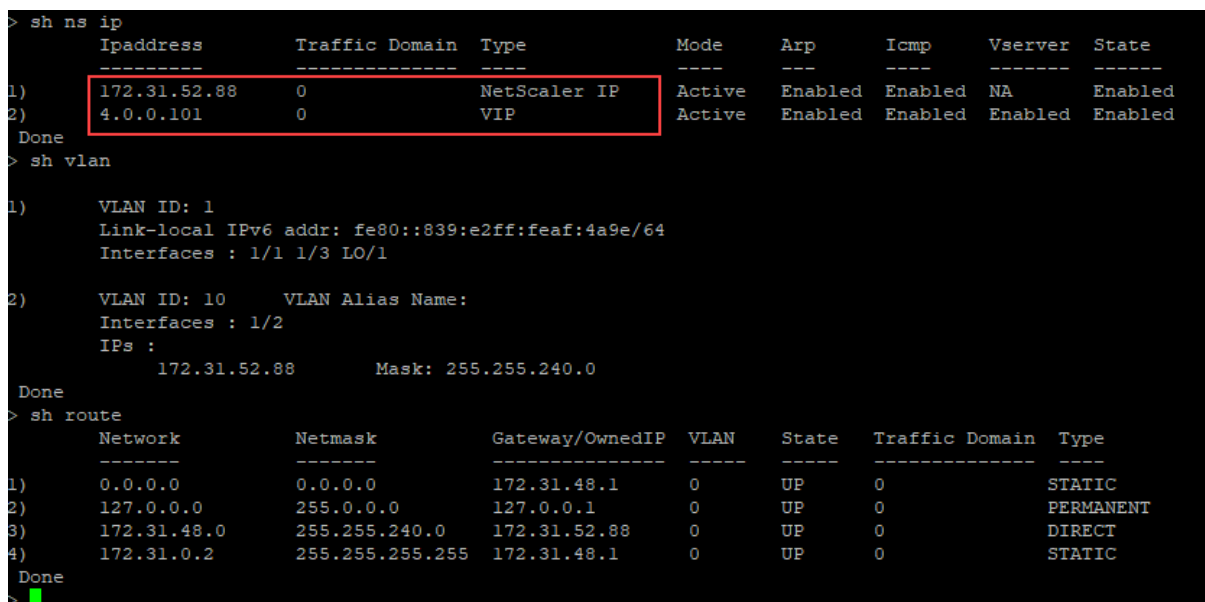 > sh ns ip
Ipaddress Traffic Domain Type Mode Arp Icmp Vserver State
--------- -------------- ---- ---- --- ---- ------- ------
1) 172.31.52.88 0 NetScaler IP Active Enabled Enabled NA Enabled
2) 4.0.0.101 0 VIP Active Enabled Enabled Enabled Enabled
Done
> sh vlan
1) VLAN ID: 1
Link-local IPv6 addr: fe80::839:e2ff:feaf:4a9e/64
Interfaces : 1/1 1/3 LO/1
2) VLAN ID: 10 VLAN Alias Name:
Interfaces : 1/2
IPs :
172.31.52.88 Mask: 255.255.240.0
Done
> sh route
Network Netmask Gateway/OwnedIP VLAN State Traffic Domain Type
------- ------- --------------- ----- ----- -------------- ----
1) 0.0.0.0 0.0.0.0 172.31.48.1 0 UP 0 STATIC
2) 127.0.0.0 255.0.0.0 127.0.0.1 0 UP 0 PERMANENT
3) 172.31.48.0 255.255.240.0 172.31.52.88 0 UP 0 DIRECT
4) 172.31.0.2 255.255.255.255 172.31.48.1 0 UP 0 STATIC
Done
>